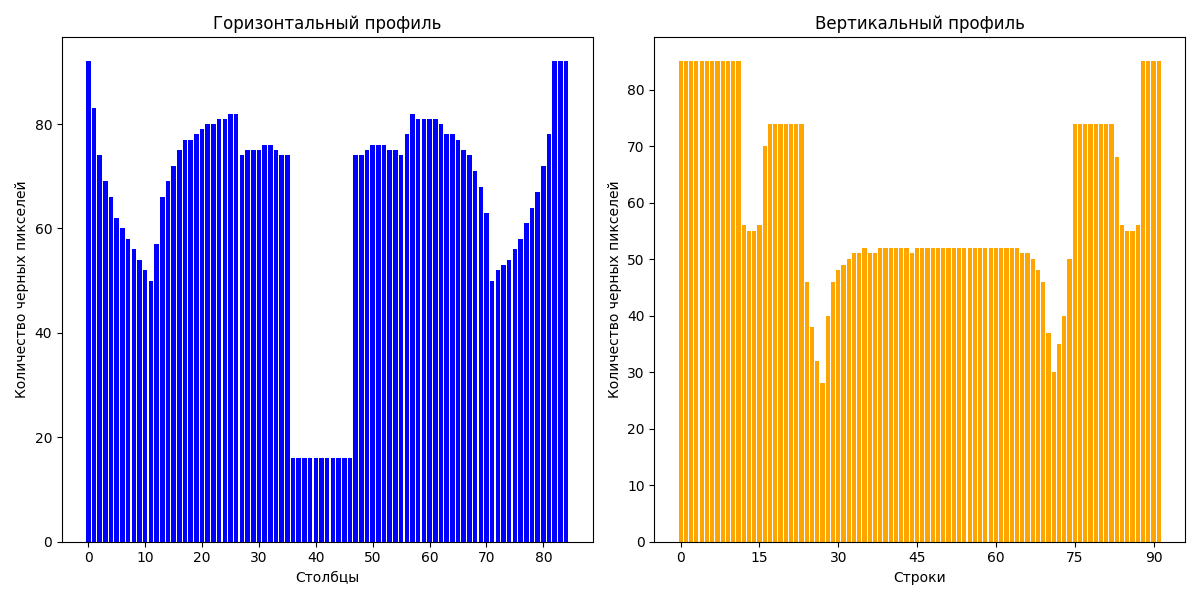 Горизонтальный профиль
Количество черных пикселей
80
60
40
20
0
0 10 20 30 40 50 60 70 80
Столбцы
Вертикальный профиль
Количество черных пикселей
80
70
60
50
40
30
20
10
0
0 15 30 45 60 75 90
Строки